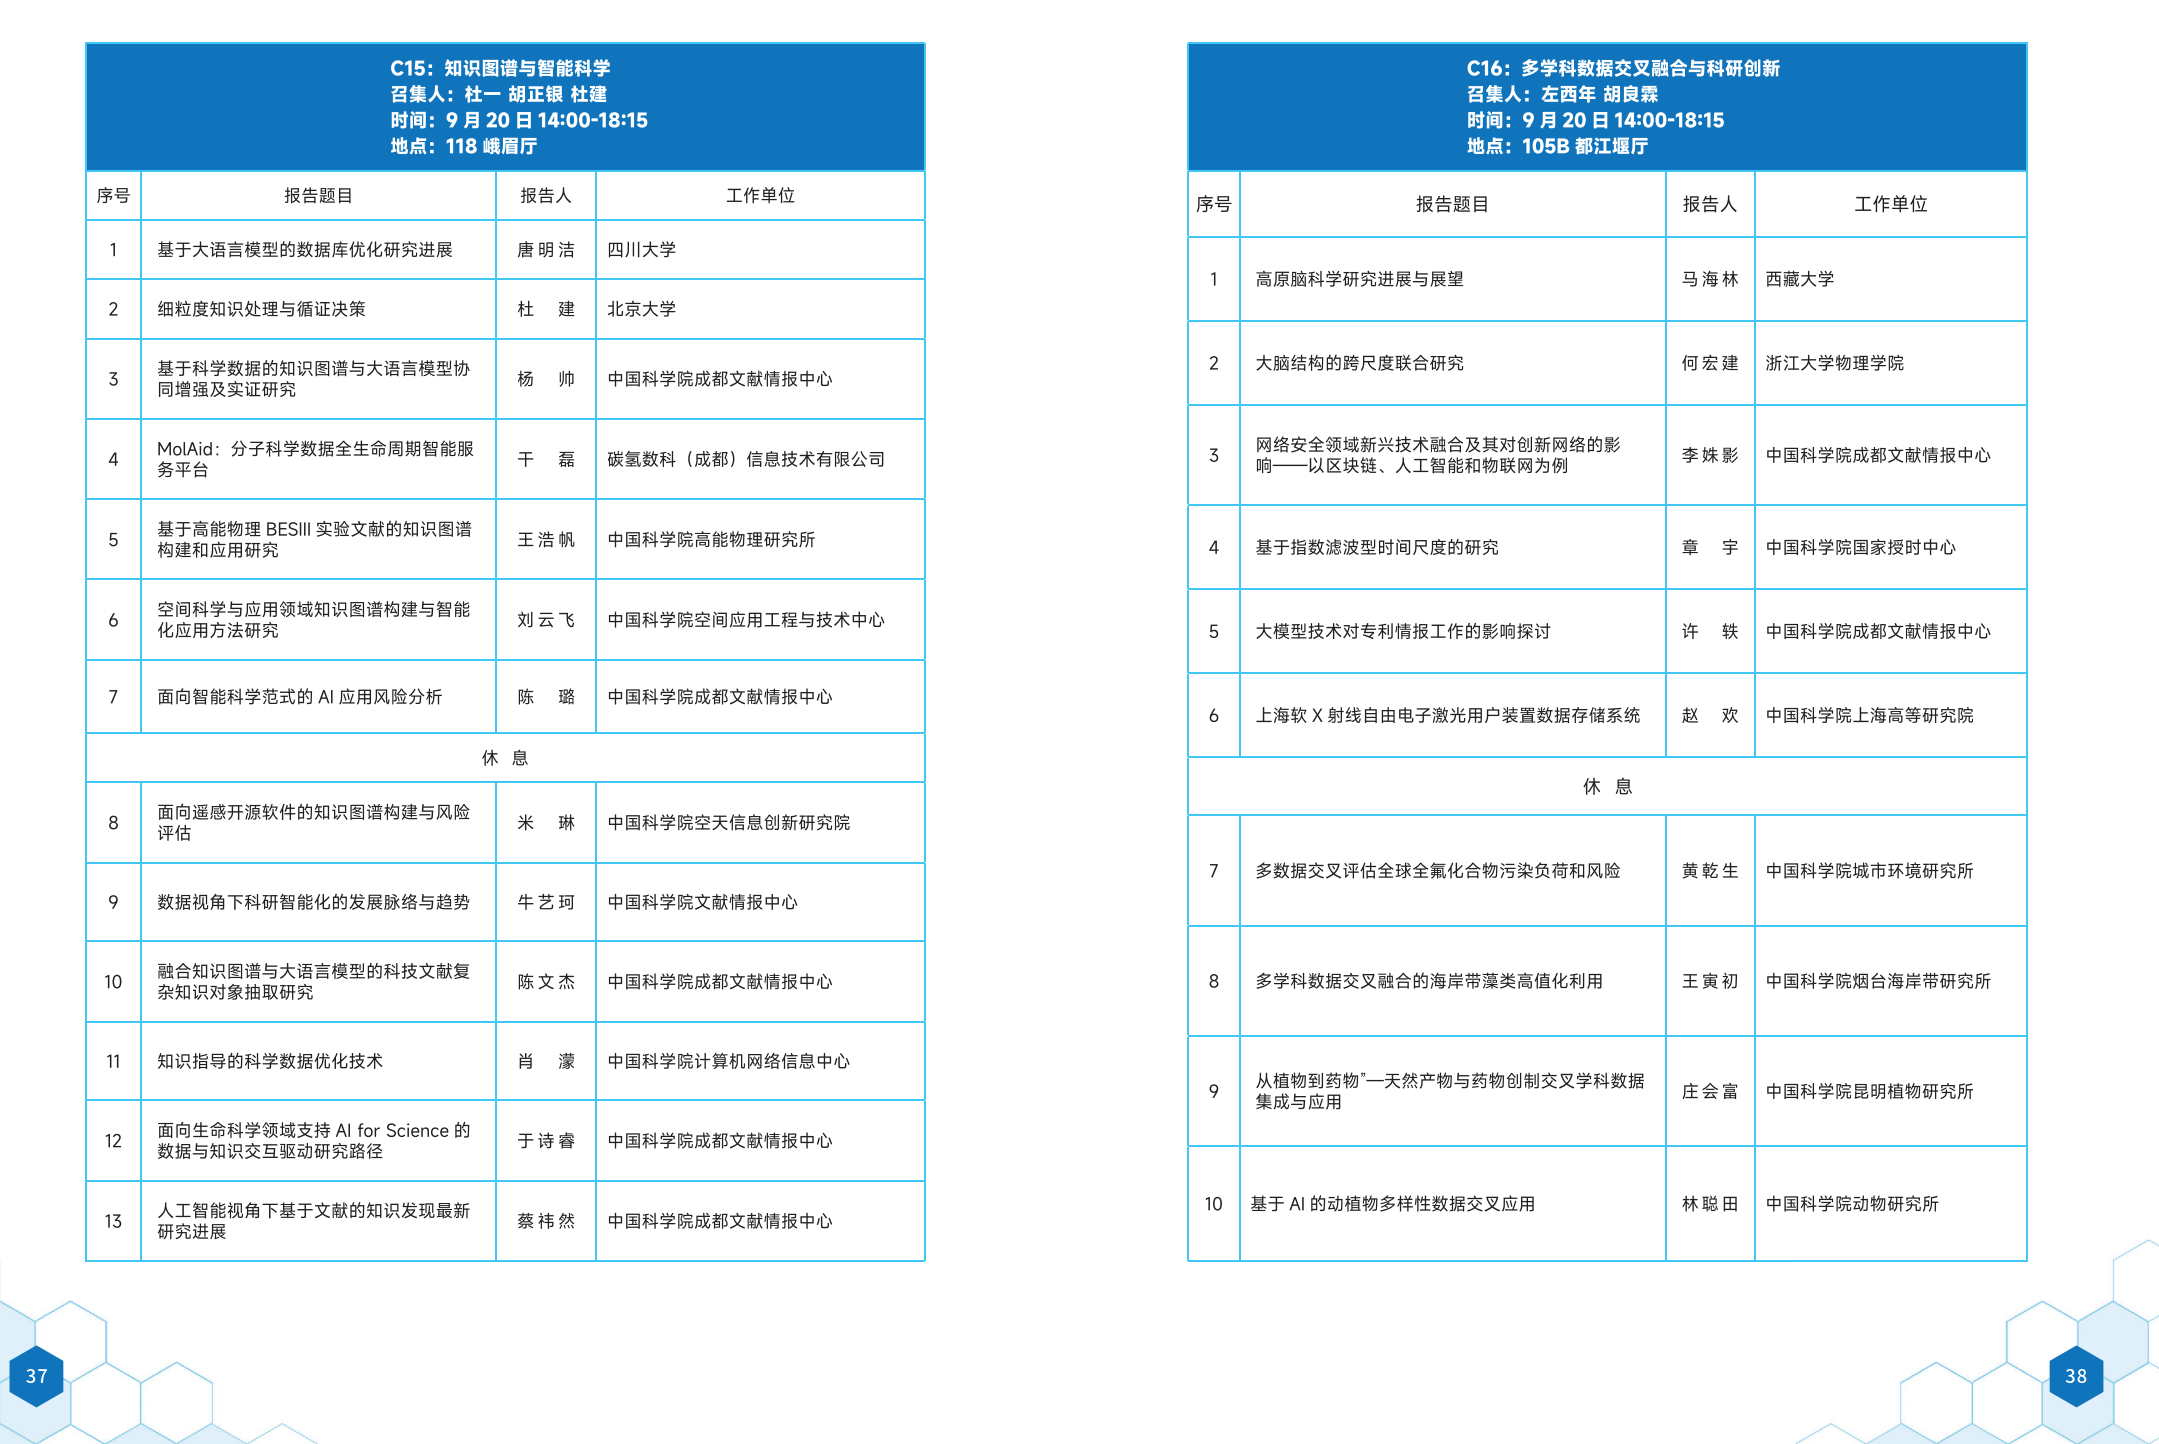 C15：知识图谱与智能科学
召集人：杜一 胡正银 杜建
时间：9 月 20 日 14:00-18:15
地点：118 峨眉厅
序号 报告题目 报告人 工作单位
1 基于大语言模型的数据库优化研究进展 唐明洁 四川大学
2 细粒度知识处理与循证决策 杜 建 北京大学
3 基于科学数据的知识图谱与大语言模型协
同增强及实证研究 杨 帅 中国科学院成都文献情报中心
4 MolAid：分子科学数据全生命周期智能服
务平台 干 磊 碳氢数科（成都）信息技术有限公司
5 基于高能物理 BESIII 实验文献的知识图谱
构建和应用研究 王浩帆 中国科学院高能物理研究所
6 空间科学与应用领域知识图谱构建与智能
化应用方法研究 刘云飞 中国科学院空间应用工程与技术中心
7 面向智能科学范式的 AI 应用风险分析 陈 璐 中国科学院成都文献情报中心
休 息
8 面向遥感开源软件的知识图谱构建与风险
评估 米 琳 中国科学院空天信息创新研究院
9 数据视角下科研智能化的发展脉络与趋势 牛艺珂 中国科学院文献情报中心
10 融合知识图谱与大语言模型的科技文献复
杂知识对象抽取研究 陈文杰 中国科学院成都文献情报中心
11 知识指导的科学数据优化技术 肖 濛 中国科学院计算机网络信息中心
12 面向生命科学领域支持 AI for Science 的
数据与知识交互驱动研究路径 于诗睿 中国科学院成都文献情报中心
13 人工智能视角下基于文献的知识发现最新
研究进展 蔡祎然 中国科学院成都文献情报中心
37
C16：多学科数据交叉融合与科研创新
召集人：左西年 胡良霖
时间：9 月 20 日 14:00-18:15
地点：105B 都江堰厅
序号 报告题目 报告人 工作单位
1 高原脑科学研究进展与展望 马海林 西藏大学
2 大脑结构的跨尺度联合研究 何宏建 浙江大学物理学院
3 网络安全领域新兴技术融合及其对创新网络的影
响——以区块链、人工智能和物联网为例 李姝影 中国科学院成都文献情报中心
4 基于指数滤波型时间尺度的研究 章 宇 中国科学院国家授时中心
5 大模型技术对专利情报工作的影响探讨 许 轶 中国科学院成都文献情报中心
6 上海软 X 射线自由电子激光用户装置数据存储系统 赵 欢 中国科学院上海高等研究院
休 息
7 多数据交叉评估全球全氟化合物污染负荷和风险 黄乾生 中国科学院城市环境研究所
8 多学科数据交叉融合的海岸带藻类高值化利用 王寅初 中国科学院烟台海岸带研究所
9 从植物到药物”—天然产物与药物创制交叉学科数据
集成与应用 庄会富 中国科学院昆明植物研究所
10 基于 AI 的动植物多样性数据交叉应用 林聪田 中国科学院动物研究所
38